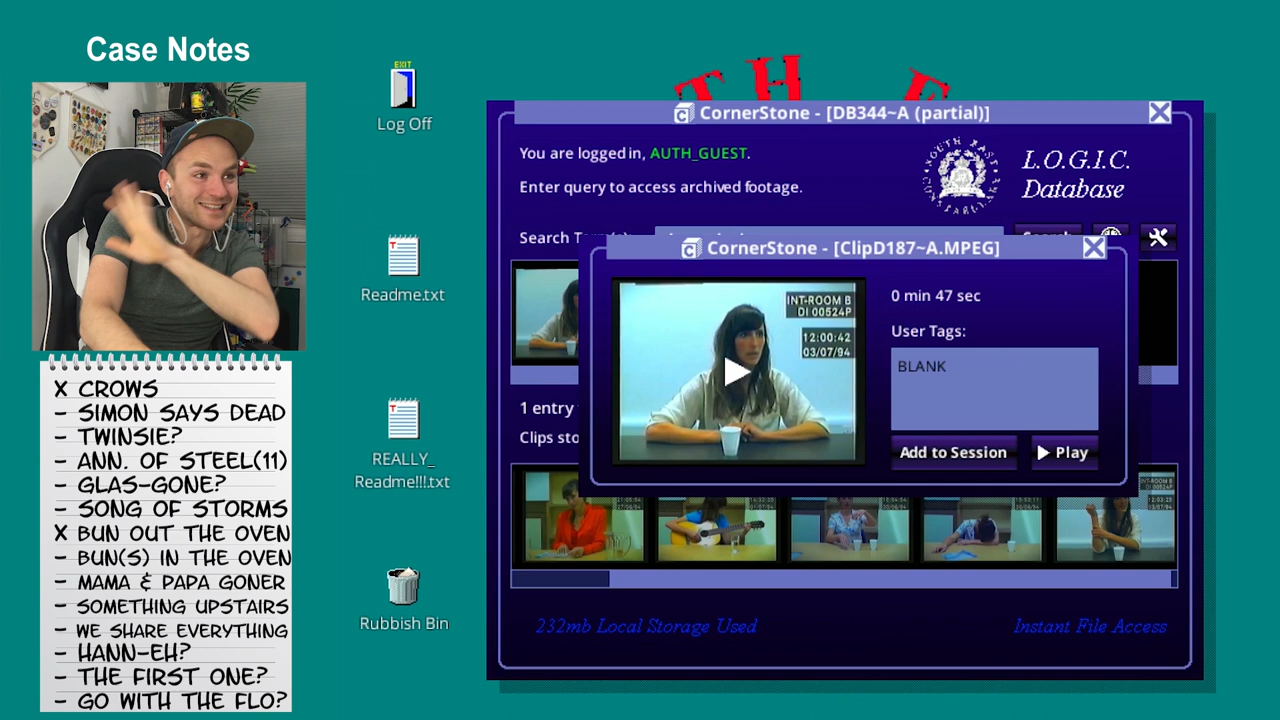 Case Notes
X CROWS
- SIMON SAYS DEAD
- TWINSIE?
- ANN. OF STEEL(11)
- GLAS-GONE?
- SONG OF STORMS
X BUN OUT THE OVEN
- BUN(S) IN THE OVEN
- MAMA & PAPA GONER
- SOMETHING UPSTAIRS
- WE SHARE EVERYTHING
- HANN-EH?
- THE FIRST ONE?
- GO WITH THE FLO?
EXIT
Log Off
Readme.txt
REALLY_
Readme!!!.txt
Rubbish Bin
TH E
CornerStone - [DB344~A (partial)]
You are logged in, AUTH_GUEST.
Enter query to access archived footage.
L.O.G.I.C.
Database
Search
CornerStone - [ClipD187~A.MPEG]
INT-ROOM B
DI 00524P
12:00:42
03/07/94
0 min 47 sec
User Tags:
BLANK
Add to Session
Play
1 entry
Clips sto
232mb Local Storage Used
Instant File Access